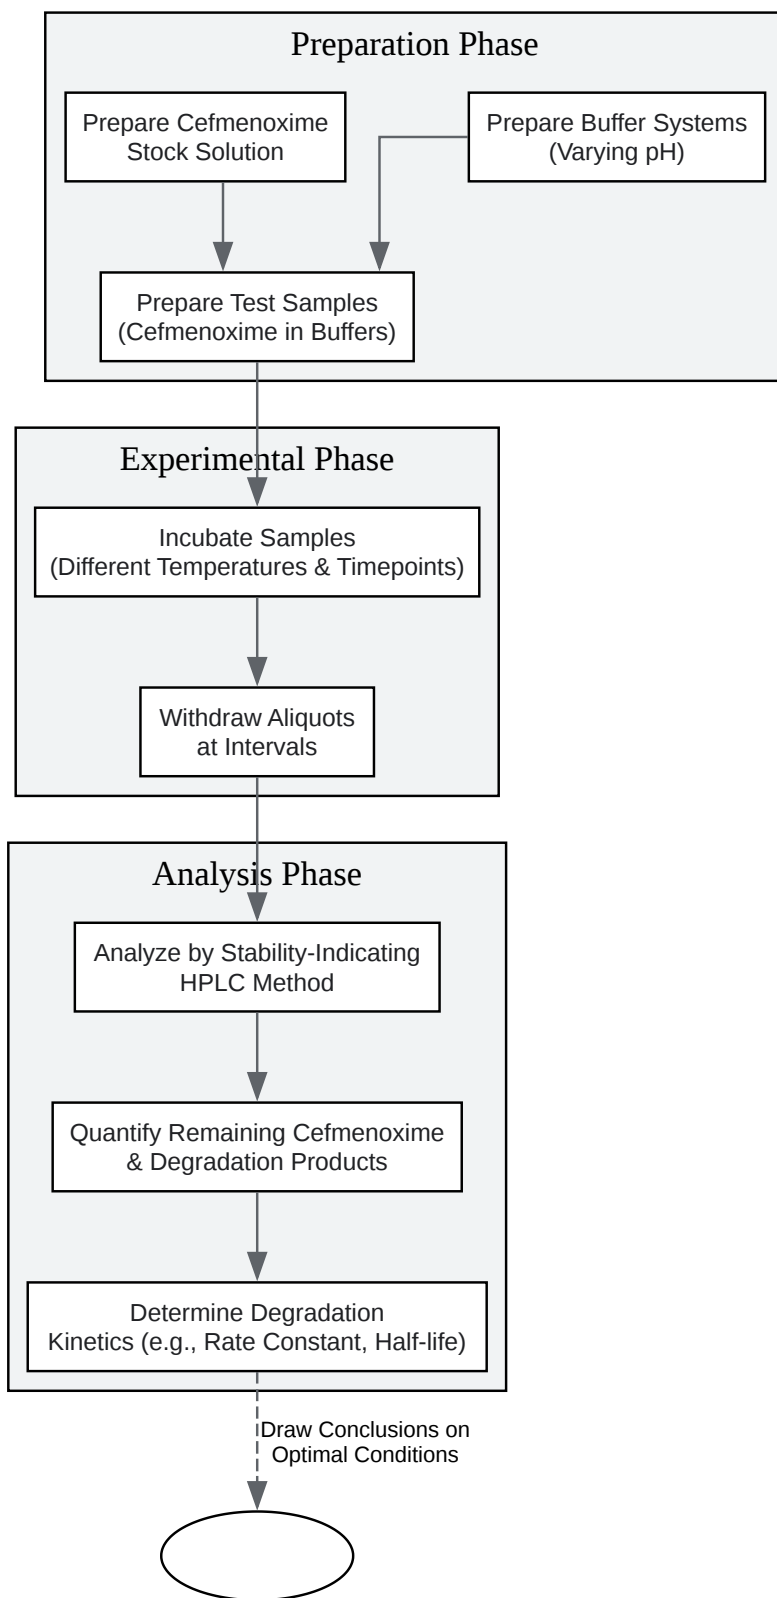 Preparation Phase
Prepare Cefmenoxime
Stock Solution
Prepare Buffer Systems
(Varying pH)
Prepare Test Samples
(Cefmenoxime in Buffers)
Experimental Phase
Incubate Samples
(Different Temperatures & Timepoints)
Withdraw Aliquots
at Intervals
Analysis Phase
Analyze by Stability-Indicating
HPLC Method
Quantify Remaining Cefmenoxime
& Degradation Products
Determine Degradation
Kinetics (e.g., Rate Constant, Half-life)
Draw Conclusions on
Optimal Conditions